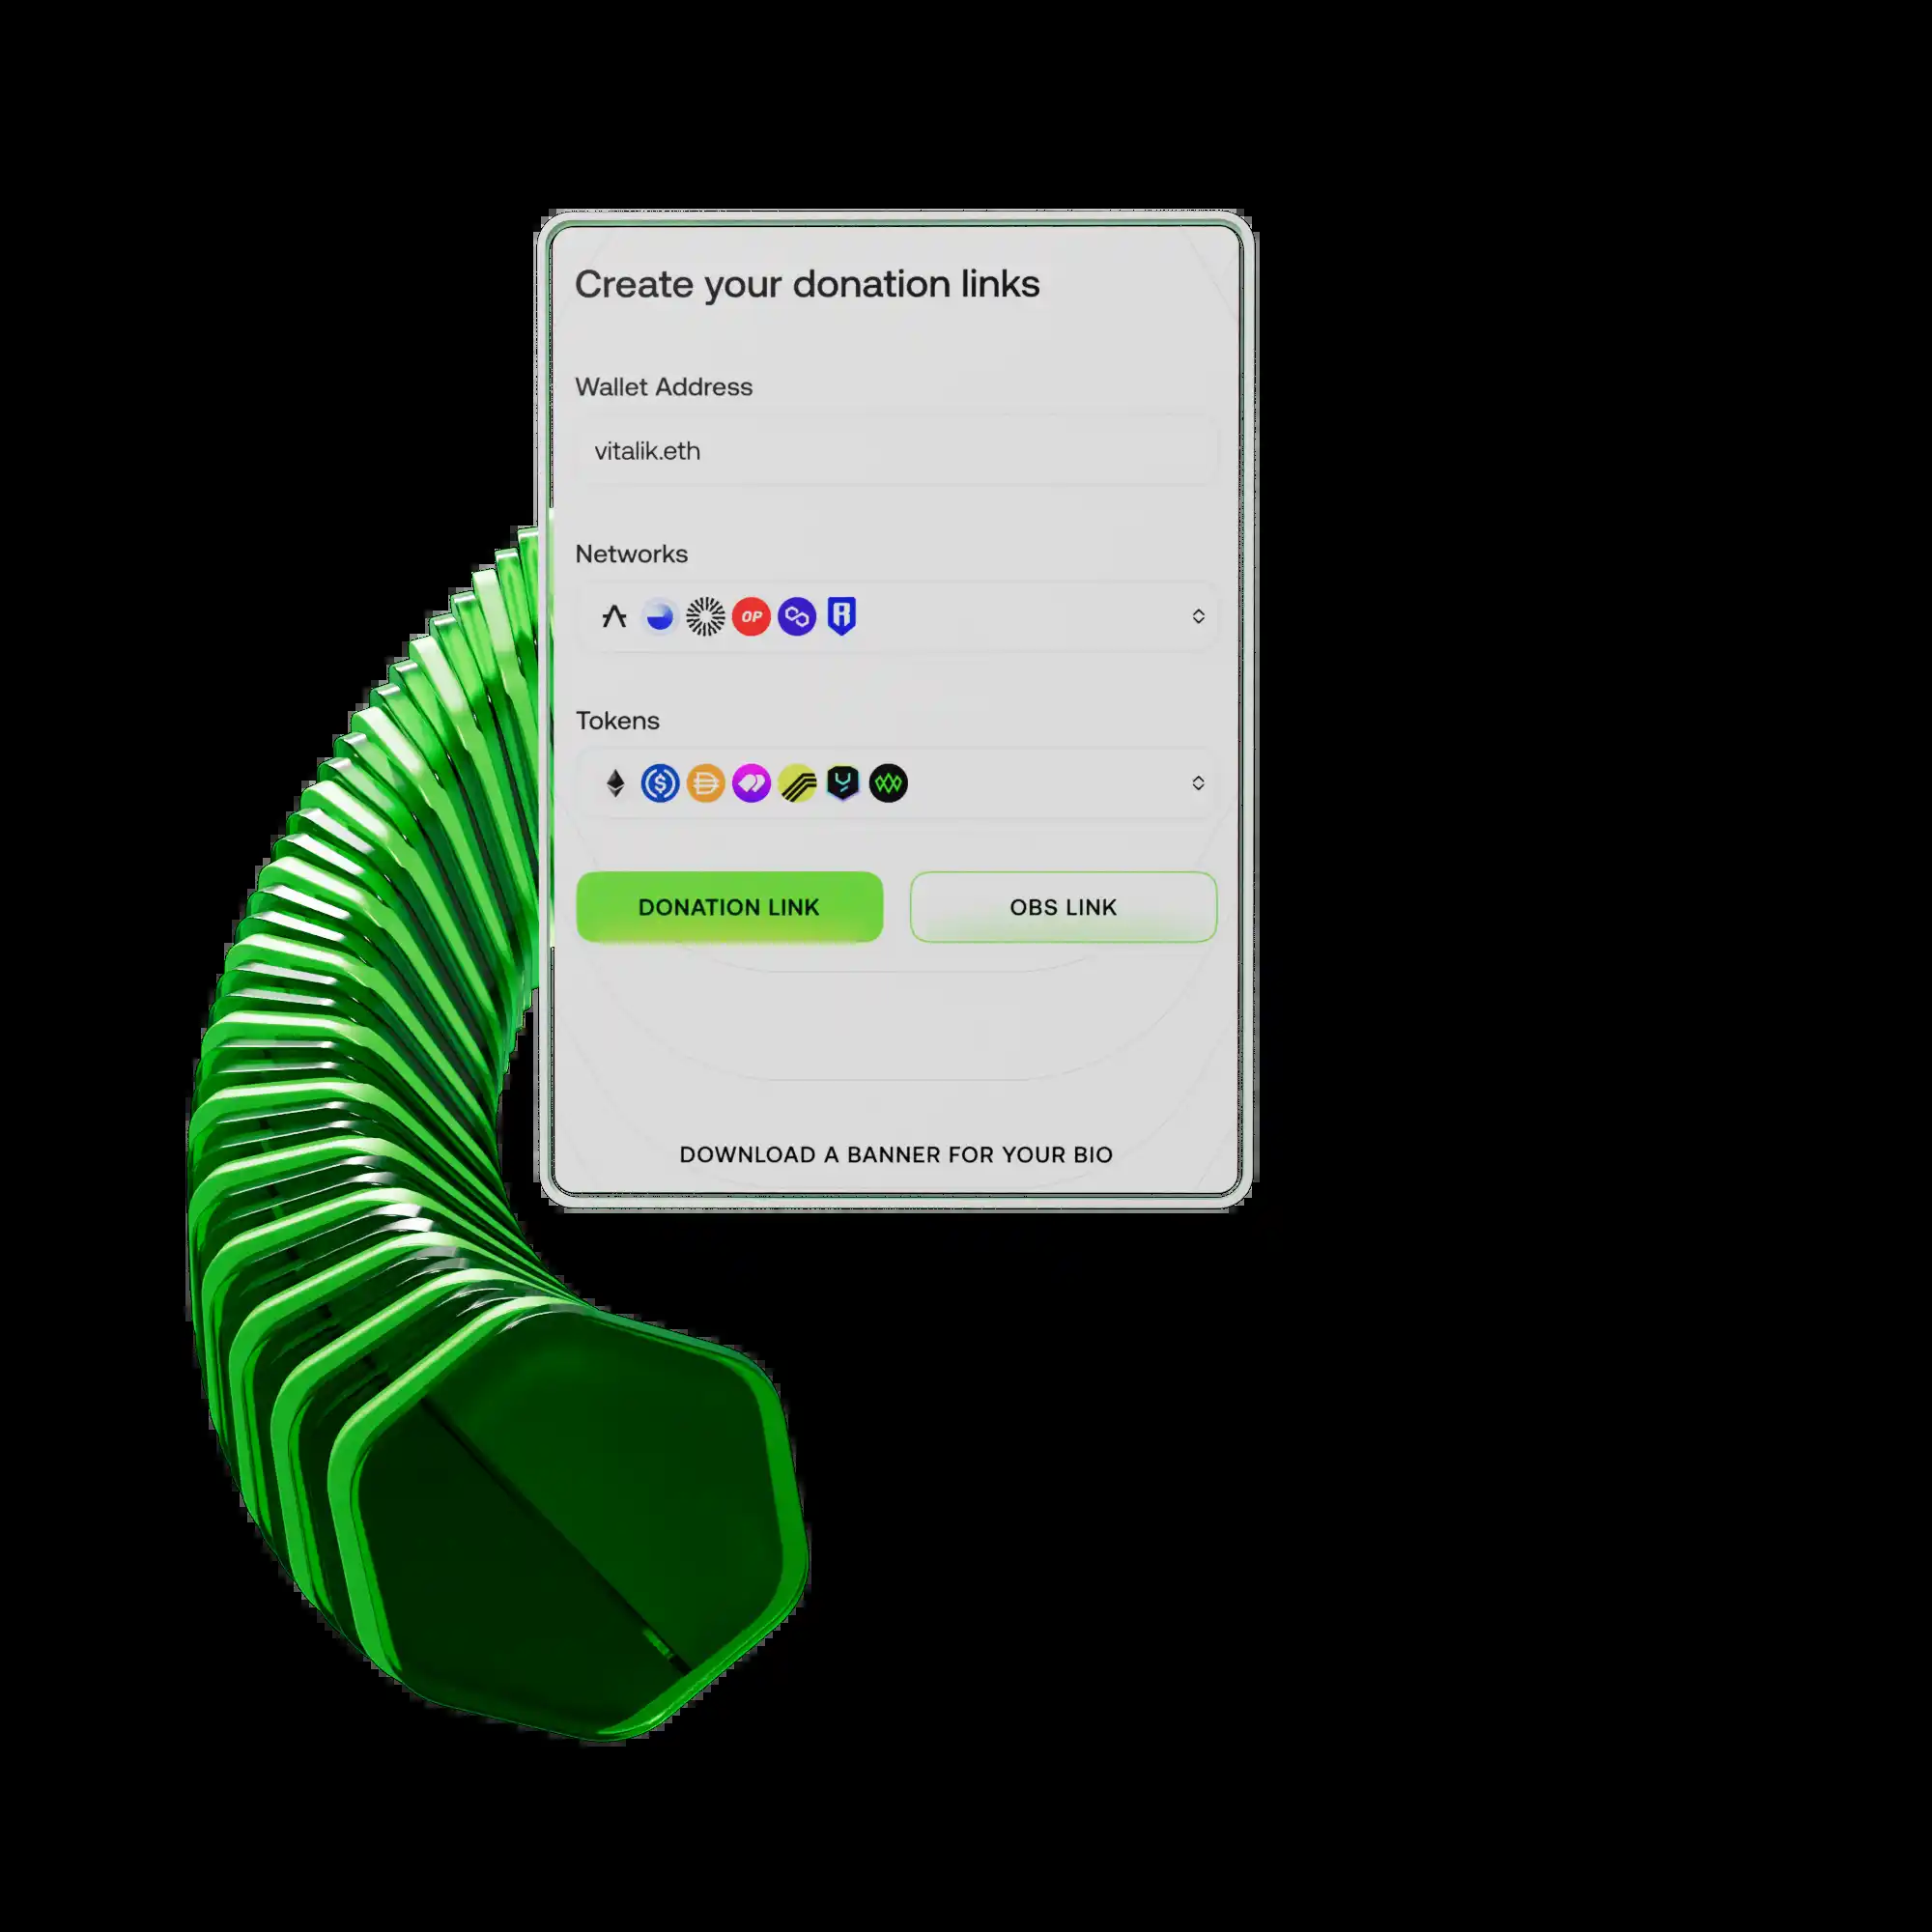 Create your donation links
Wallet Address
vitalik.eth
Networks
OP
Tokens
DONATION LINK
OBS LINK
DOWNLOAD A BANNER FOR YOUR BIO